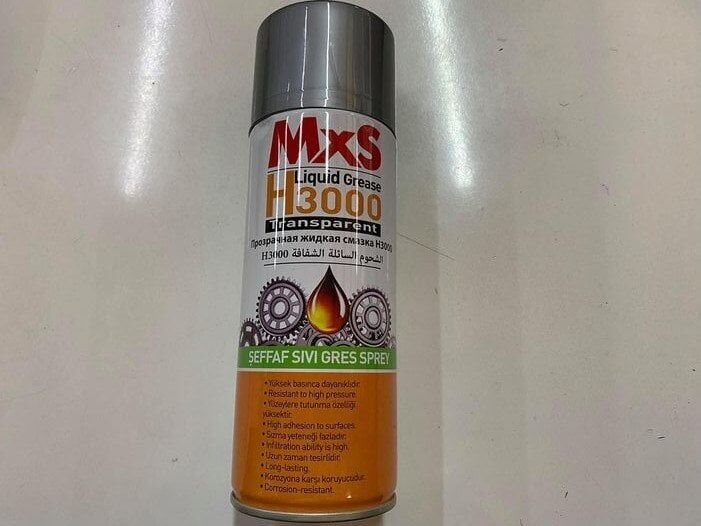 MxS
Liquid Grease
H3000
Transparent
Прозрачная жидкая смазка H3000
الشحوم السائلة الشفافة H3000
ŞEFFAF SIVI GRES SPREY
• Yüksek basınca dayanıklıdır.
• Resistant to high pressure.
• Yüzeylere tutunma özelliği
yüksektir.
• High adhesion to surfaces.
• Sızma yeteneği fazladır.
• Infiltration ability is high.
• Uzun zaman tesirlidir.
• Long-lasting.
• Korozyona karşı koruyucudur.
• Corrosion-resistant.